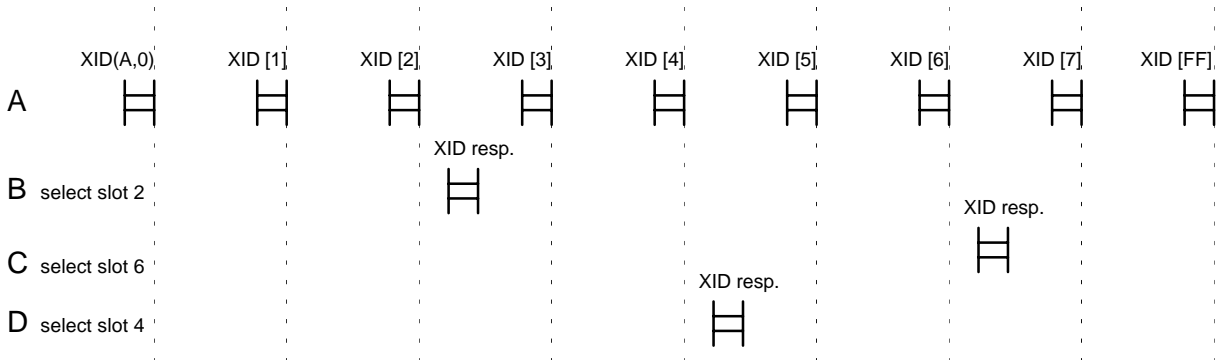 XID(A,0) XID [1] XID [2] XID [3] XID [4] XID [5] XID [6] XID [7] XID [FF]
A
XID resp.
B select slot 2
XID resp.
C select slot 6
XID resp.
D select slot 4